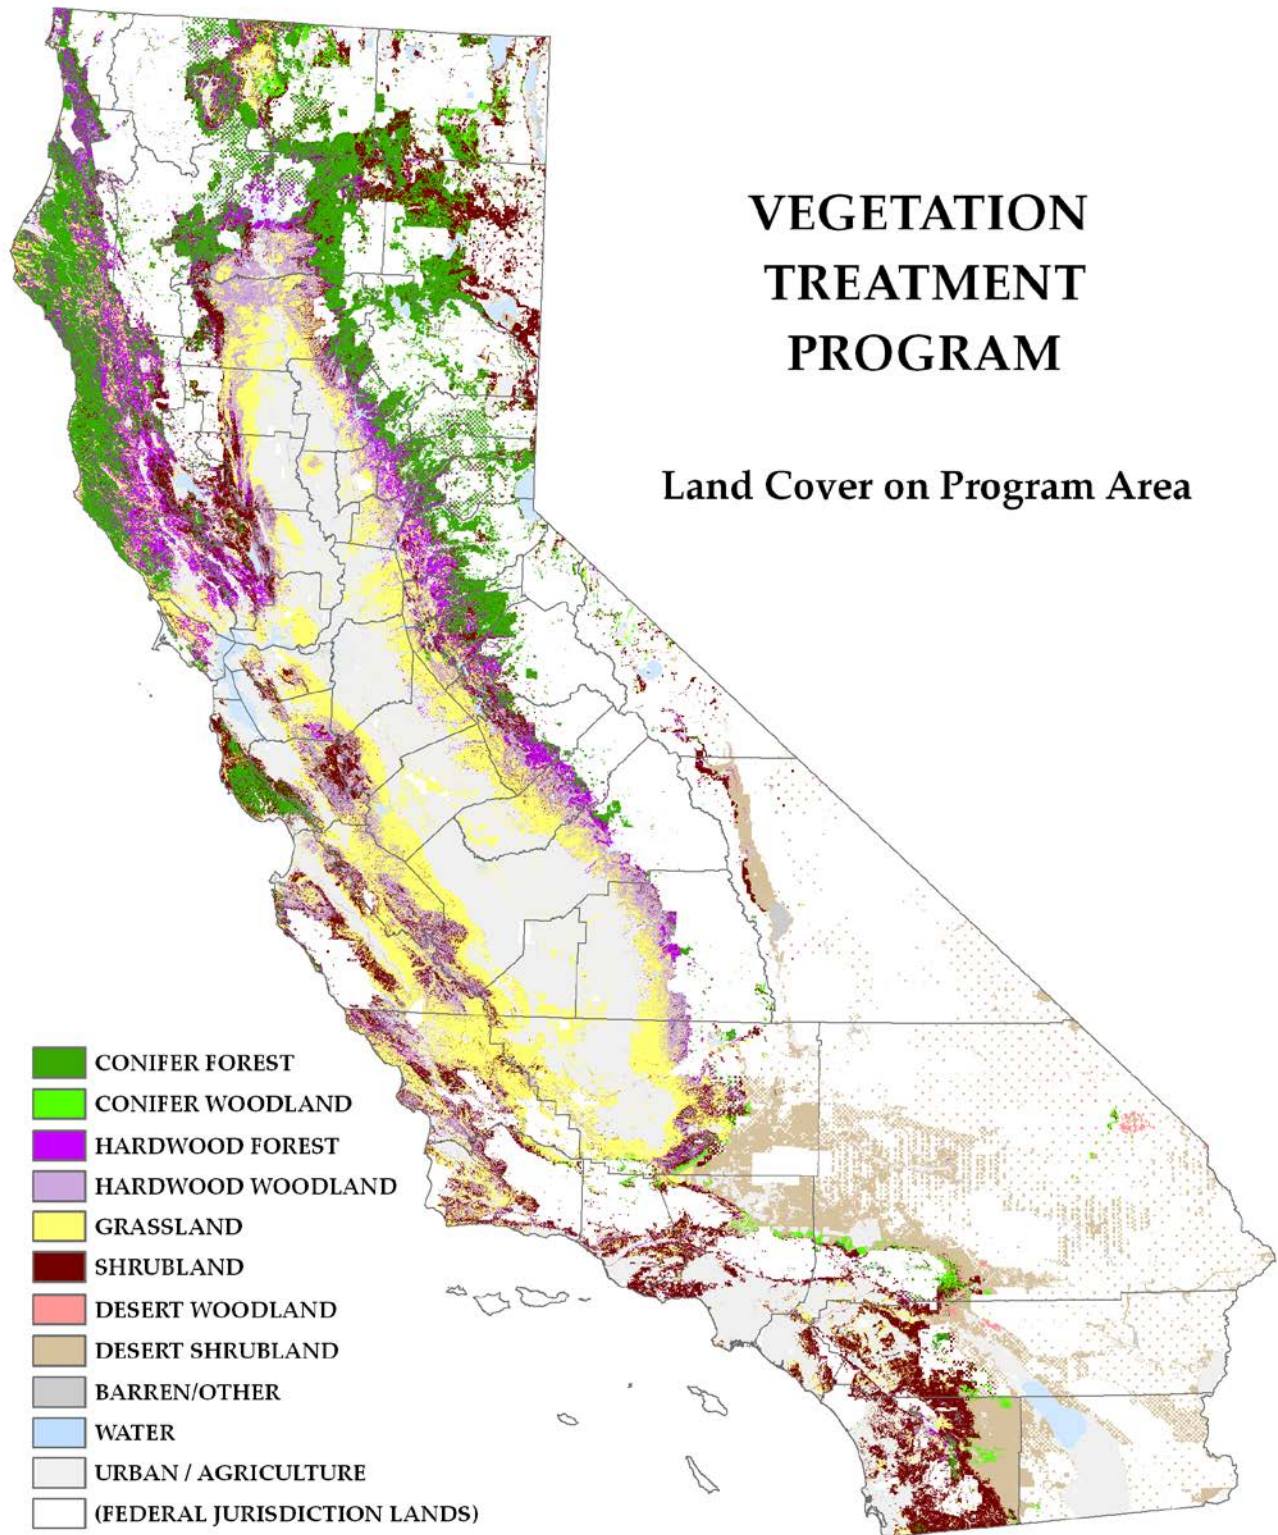 VEGETATION
TREATMENT
PROGRAM
Land Cover on Program Area
CONIFER FOREST
CONIFER WOODLAND
HARDWOOD FOREST
HARDWOOD WOODLAND
GRASSLAND
SHRUBLAND
DESERT WOODLAND
DESERT SHRUBLAND
BARREN/OTHER
WATER
URBAN / AGRICULTURE
(FEDERAL JURISDICTION LANDS)